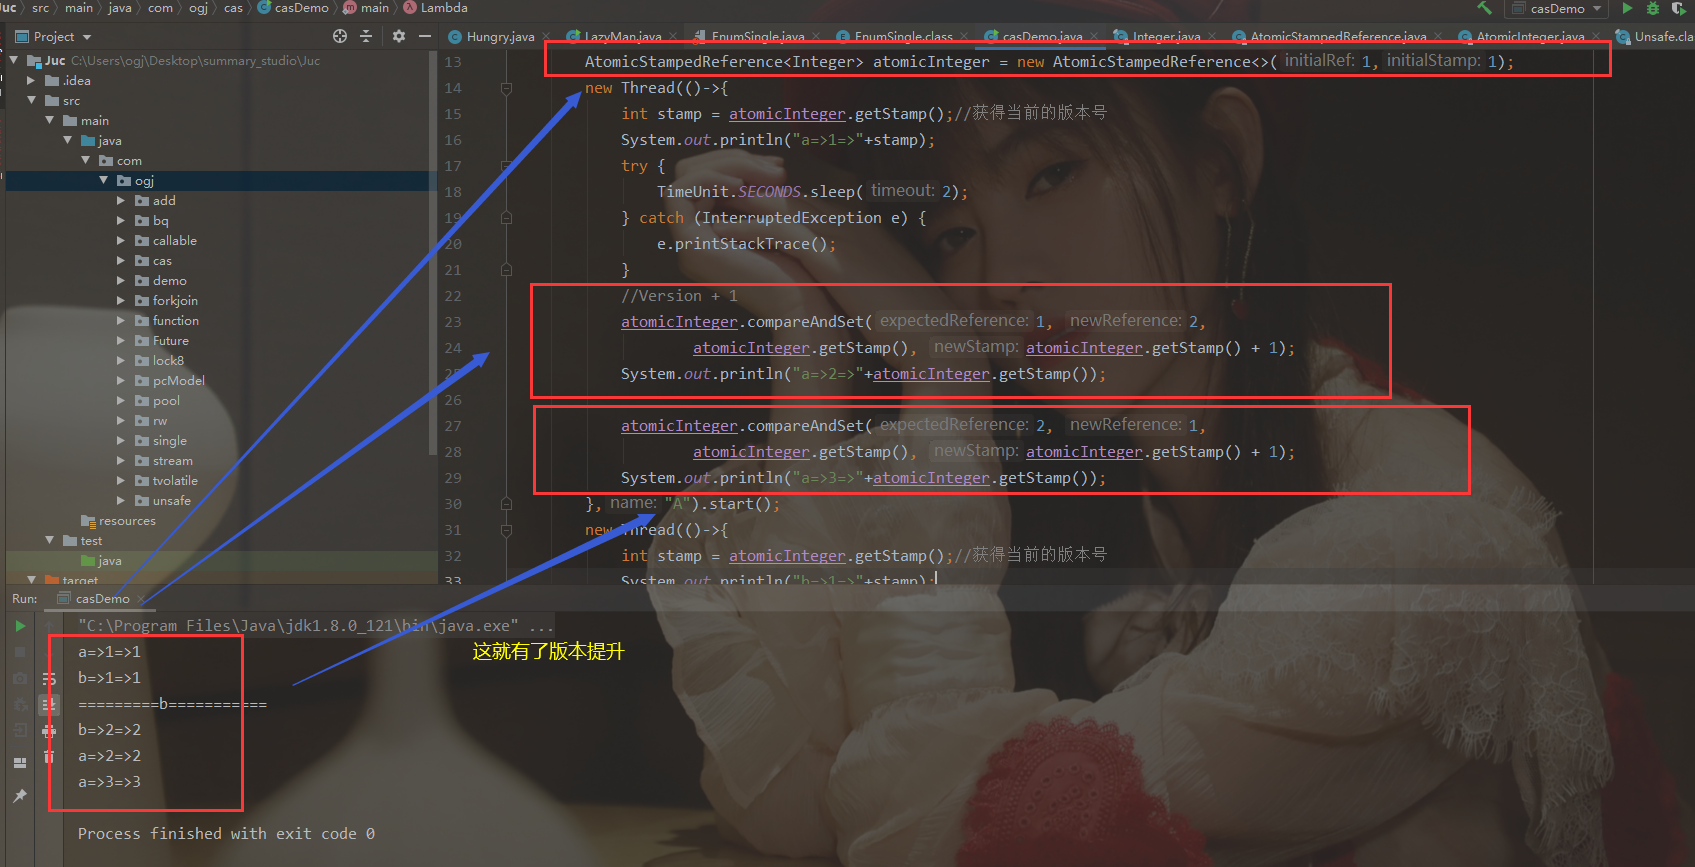 Juc › src › main › java › com › ogj › cas › casDemo › main › Lambda
casDemo
Project
Hungry.java LazyMan.java EnumSingle.java EnumSingle.class casDemo.java Integer.java AtomicStampedReference.java AtomicInteger.java Unsafe.cla
Juc C:\Users\ogj\Desktop\summary_studio\Juc
.idea
src
main
java
com
ogj
add
bq
callable
cas
demo
forkjoin
function
Future
lock8
pcModel
pool
rw
single
stream
tvolatile
unsafe
resources
test
java
target
13 AtomicStampedReference<Integer> atomicInteger = new AtomicStampedReference<>( initialRef: 1, initialStamp: 1);
14 new Thread(()->{
15 int stamp = atomicInteger.getStamp();//获得当前的版本号
16 System.out.println("a=>1=>"+stamp);
17 try {
18 TimeUnit.SECONDS.sleep( timeout: 2);
19 } catch (InterruptedException e) {
20 e.printStackTrace();
21 }
22 //Version + 1
23 atomicInteger.compareAndSet( expectedReference: 1, newReference: 2,
24 atomicInteger.getStamp(), newStamp: atomicInteger.getStamp() + 1);
25 System.out.println("a=>2=>"+atomicInteger.getStamp());
26
27 atomicInteger.compareAndSet( expectedReference: 2, newReference: 1,
28 atomicInteger.getStamp(), newStamp: atomicInteger.getStamp() + 1);
29 System.out.println("a=>3=>"+atomicInteger.getStamp());
30 }, name: "A").start();
31 new Thread(()->{
32 int stamp = atomicInteger.getStamp();//获得当前的版本号
33 System.out.println("b=>1=>"+stamp);
Run: casDemo
"C:\Program Files\Java\jdk1.8.0_121\bin\java.exe" ...
a=>1=>1
b=>1=>1
=========b===========
b=>2=>2
a=>2=>2
a=>3=>3
这就有了版本提升
Process finished with exit code 0